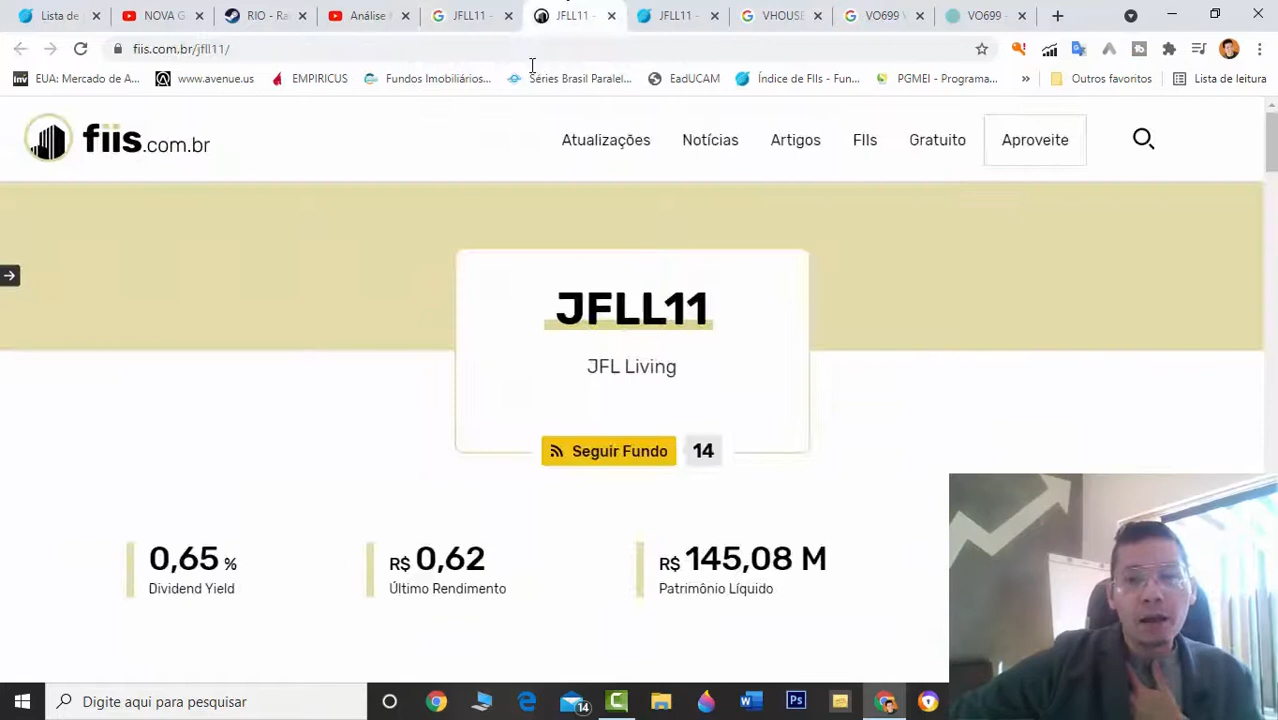 Lista de
NOVA G
RIO - Ra
Análise
JFLL11 -
JFLL11 -
JFLL11 -
VHOUSE
VO699 V
VO699 -
fiis.com.br/jfll11/
EUA: Mercado de A...
www.avenue.us
EMPIRICUS
Fundos Imobiliários...
Séries Brasil Paralel...
EadUCAM
Índice de FIIs - Fun...
PGMEI - Programa...
Outros favoritos
Lista de leitura
fiis.com.br
Atualizações
Notícias
Artigos
FIIs
Gratuito
Aproveite
JFLL11
JFL Living
Seguir Fundo
14
0,65 %
Dividend Yield
R$ 0,62
Último Rendimento
R$ 145,08 M
Patrimônio Líquido
Digite aqui para pesquisar
14